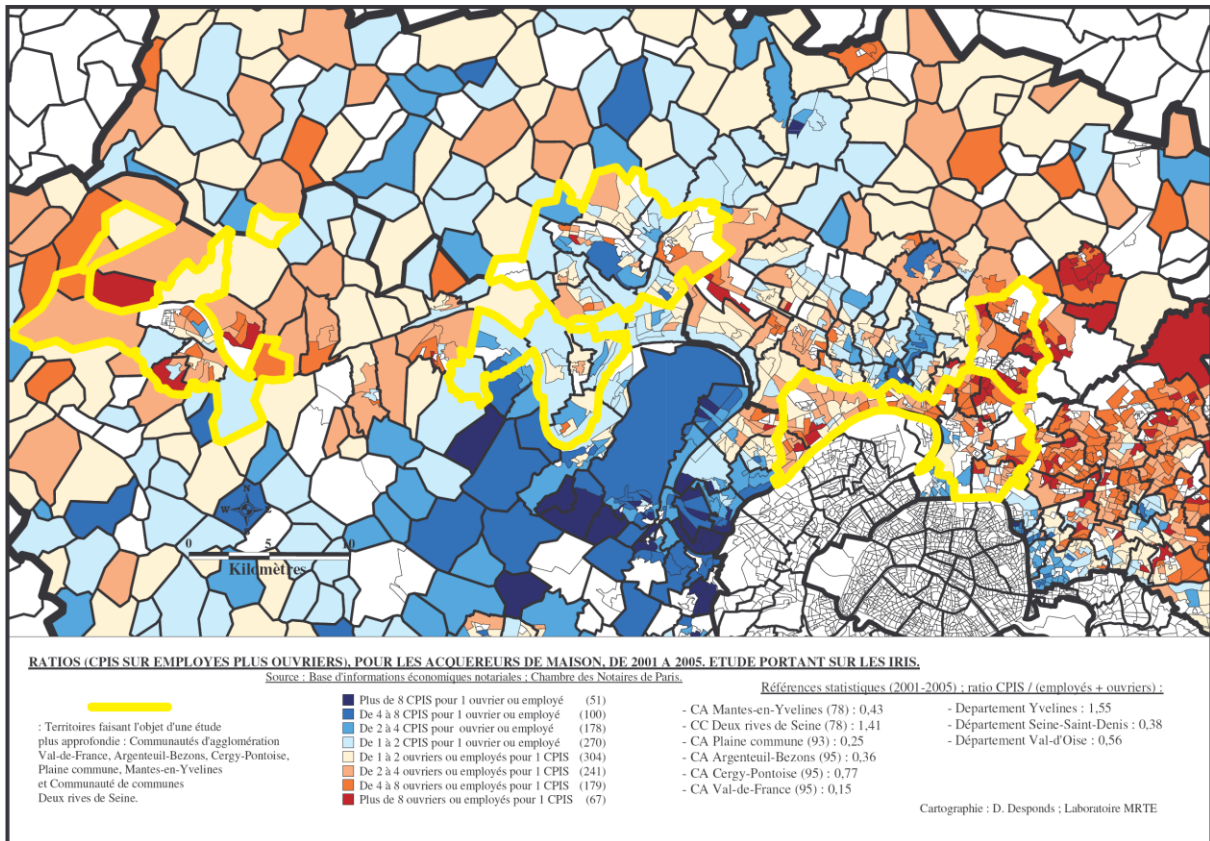 N
W
E
S
0
5
10
Kilomètres
RATIOS (CPIS SUR EMPLOYES PLUS OUVRIERS), POUR LES ACQUEREURS DE MAISON, DE 2001 A 2005. ETUDE PORTANT SUR LES IRIS.
Source : Base d'informations économiques notariales ; Chambre des Notaires de Paris.
: Territoires faisant l'objet d'une étude
plus approfondie : Communautés d'agglomération
Val-de-France, Argenteuil-Bezons, Cergy-Pontoise,
Plaine commune, Mantes-en-Yvelines
et Communauté de communes
Deux rives de Seine.
Plus de 8 CPIS pour 1 ouvrier ou employé (51)
De 4 à 8 CPIS pour 1 ouvrier ou employé (100)
De 2 à 4 CPIS pour 1 ouvrier ou employé (178)
De 1 à 2 CPIS pour 1 ouvrier ou employé (270)
De 1 à 2 ouvriers ou employés pour 1 CPIS (304)
De 2 à 4 ouvriers ou employés pour 1 CPIS (241)
De 4 à 8 ouvriers ou employés pour 1 CPIS (179)
Plus de 8 ouvriers ou employés pour 1 CPIS (67)
Références statistiques (2001-2005) ; ratio CPIS / (employés + ouvriers) :
- CA Mantes-en-Yvelines (78) : 0,43
- CC Deux rives de Seine (78) : 1,41
- CA Plaine commune (93) : 0,25
- CA Argenteuil-Bezons (95) : 0,36
- CA Cergy-Pontoise (95) : 0,77
- CA Val-de-France (95) : 0,15
- Departement Yvelines : 1,55
- Département Seine-Saint-Denis : 0,38
- Département Val-d'Oise : 0,56
Cartographie : D. Desponds ; Laboratoire MRTE